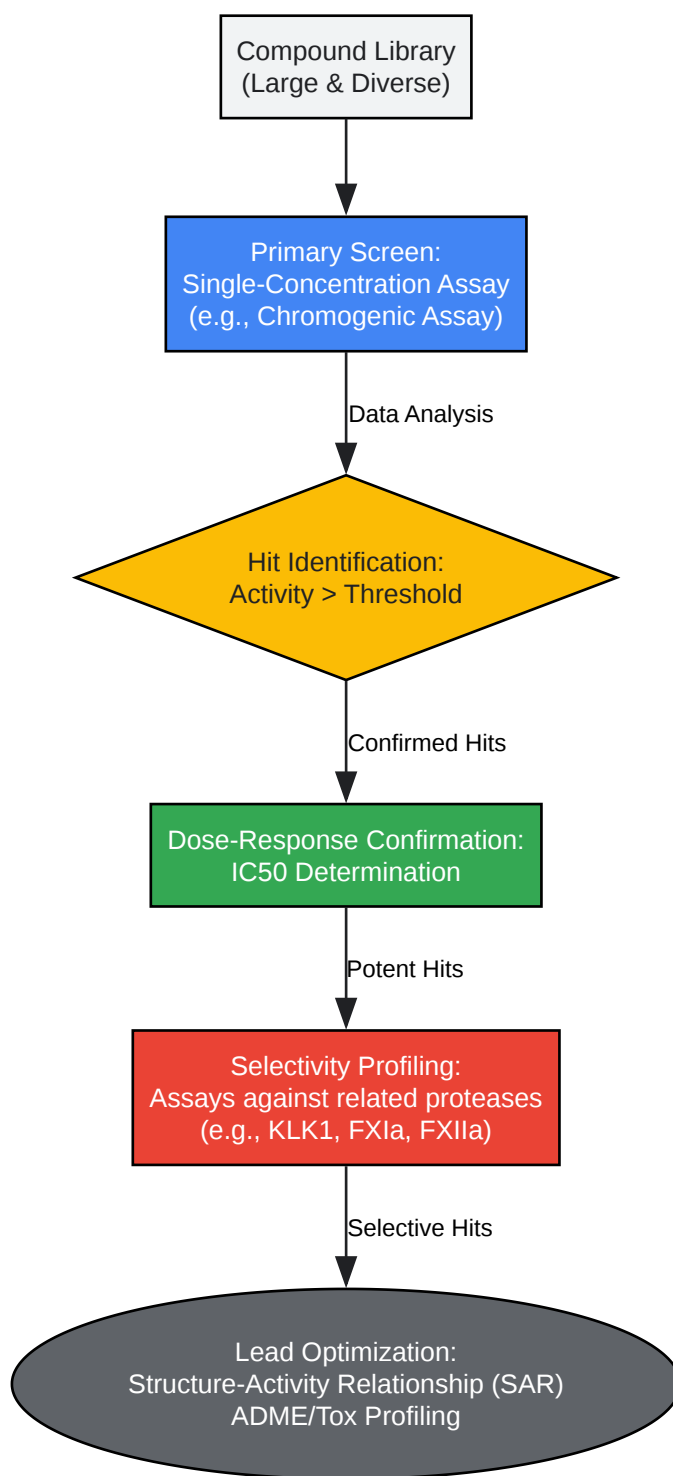 Compound Library
(Large & Diverse)
Primary Screen:
Single-Concentration Assay
(e.g., Chromogenic Assay)
Data Analysis
Hit Identification:
Activity > Threshold
Confirmed Hits
Dose-Response Confirmation:
IC50 Determination
Potent Hits
Selectivity Profiling:
Assays against related proteases
(e.g., KLK1, FXIa, FXIIa)
Selective Hits
Lead Optimization:
Structure-Activity Relationship (SAR)
ADME/Tox Profiling